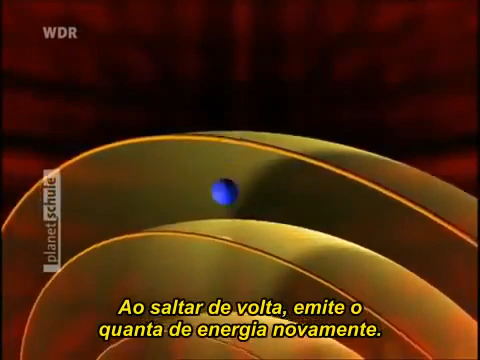 WDR
planet schule
Ao saltar de volta, emite o
quanta de energia novamente.